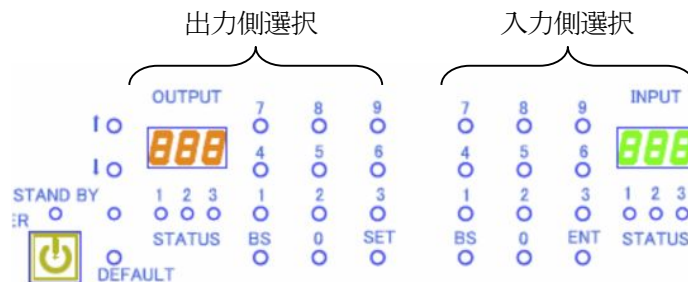 出力側選択 入力側選択
OUTPUT 7 8 9 7 8 9 INPUT
888 4 5 6 4 5 6 888
STAND BY 1 2 3 1 2 3 1 2 3 1 2 3
ER STATUS BS 0 SET BS 0 ENT STATUS
DEFAULT